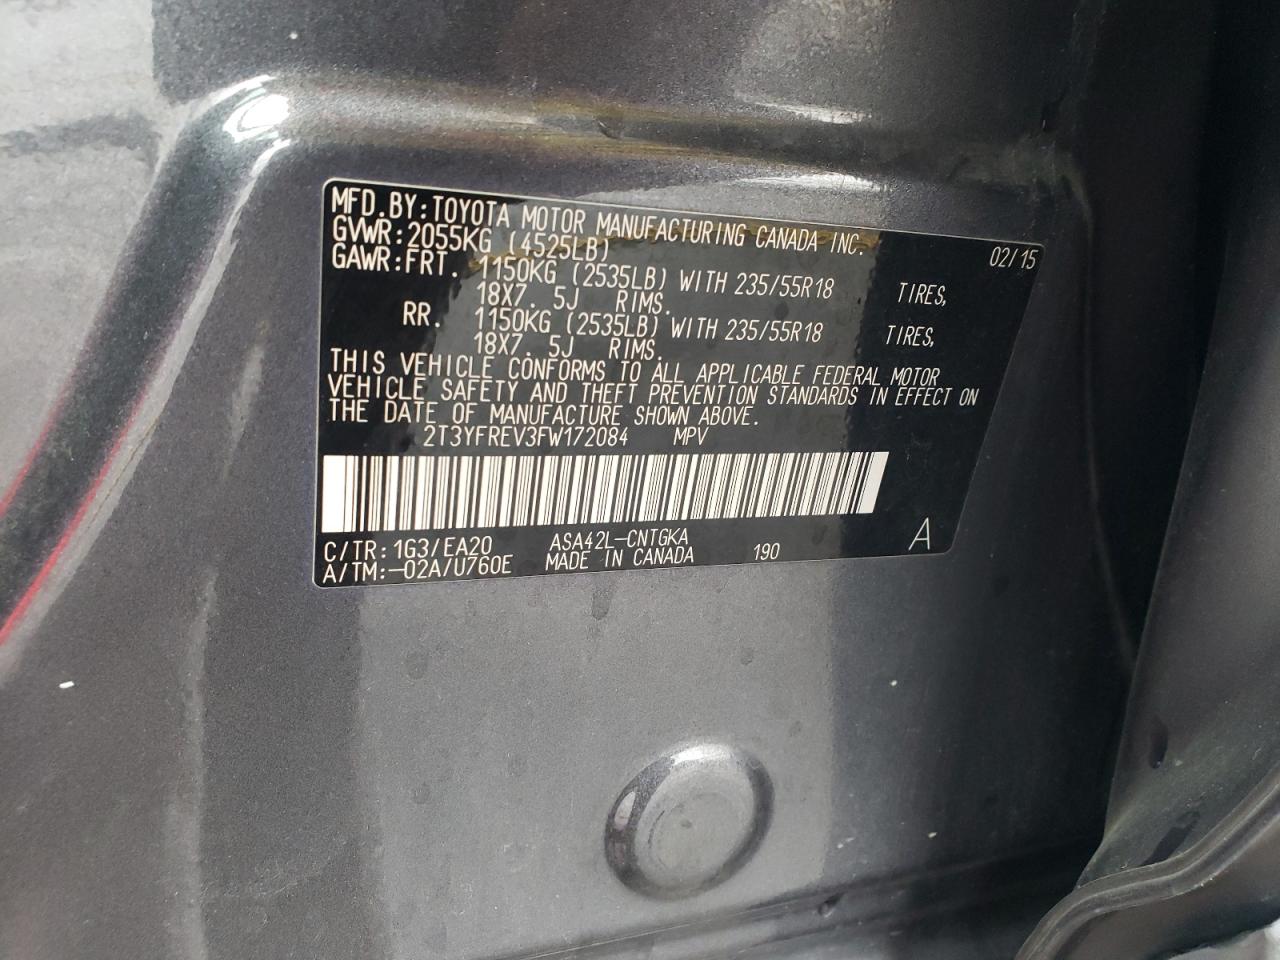 MFD.BY:TOYOTA MOTOR MANUFACTURING CANADA INC. 02/15
GVWR:2055KG (4525LB)
GAWR:FRT. 1150KG (2535LB) WITH 235/55R18 TIRES,
18X7. 5J RIMS.
RR. 1150KG (2535LB) WITH 235/55R18 TIRES,
18X7. 5J RIMS.
THIS VEHICLE CONFORMS TO ALL APPLICABLE FEDERAL MOTOR
VEHICLE SAFETY AND THEFT PREVENTION STANDARDS IN EFFECT ON
THE DATE OF MANUFACTURE SHOWN ABOVE.
2T3YFREV3FW172084 MPV
C/TR:1G3/EA20 ASA42L-CNTGKA
A/TM:-02A/U760E MADE IN CANADA 190 A